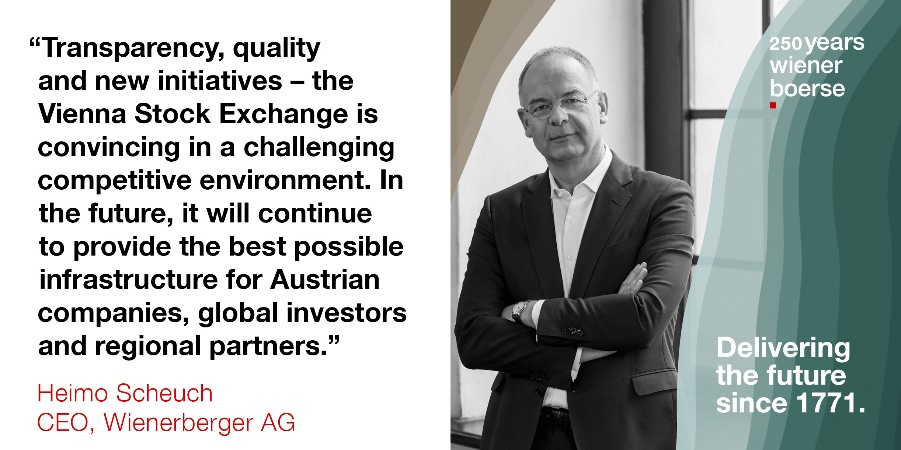 “Transparency, quality
and new initiatives – the
Vienna Stock Exchange is
convincing in a challenging
competitive environment. In
the future, it will continue
to provide the best possible
infrastructure for Austrian
companies, global investors
and regional partners.”
Heimo Scheuch
CEO, Wienerberger AG
250 years
wiener
boerse
Delivering
the future
since 1771.